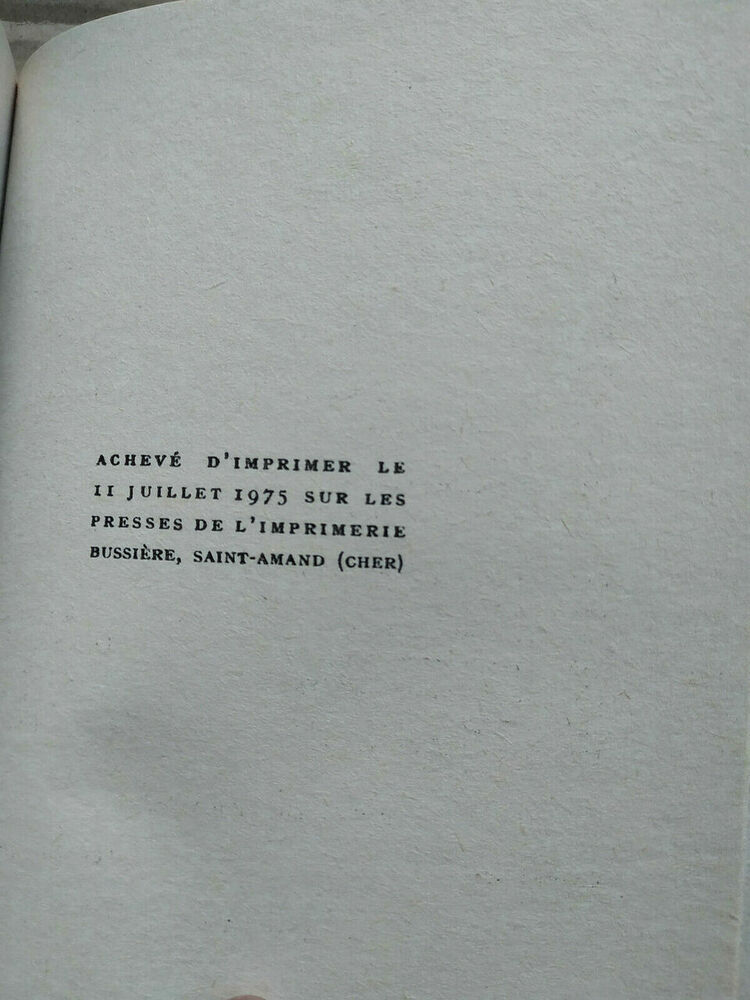 ACHEVÉ D'IMPRIMER LE
11 JUILLET 1975 SUR LES
PRESSES DE L'IMPRIMERIE
BUSSIÈRE, SAINT-AMAND (CHER)